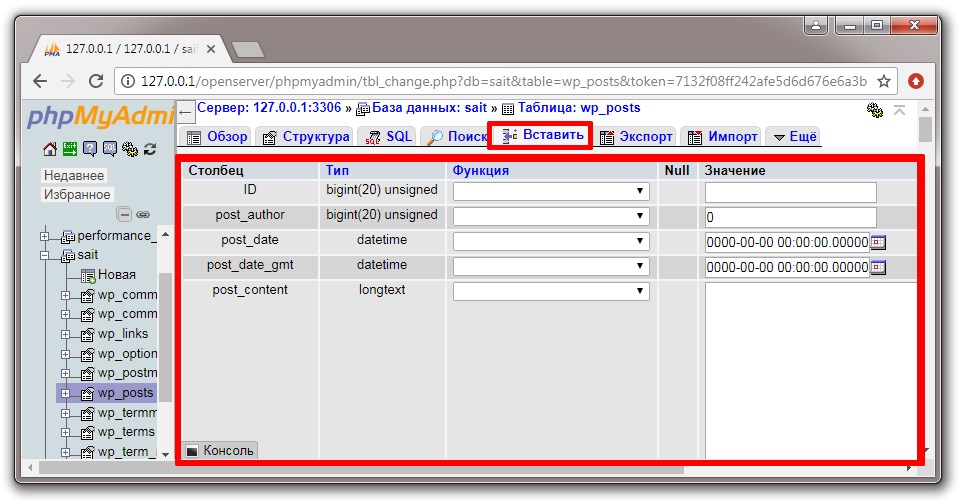 127.0.0.1 / 127.0.0.1 / sai
127.0.0.1/openserver/phpmyadmin/tbl_change.php?db=sait&table=wp_posts&token=7132f08ff242afe5d6d676e6a3b
phpMyAdmi
Недавнее
Избранное
performance_
sait
Новая
wp_comm
wp_comm
wp_links
wp_option
wp_postm
wp_posts
wp_termm
wp_terms
wp_term_
Сервер: 127.0.0.1:3306 » База данных: sait » Таблица: wp_posts
Обзор Структура SQL Поиск Вставить Экспорт Импорт Ещё
Столбец Тип Функция Null Значение
ID bigint(20) unsigned
post_author bigint(20) unsigned 0
post_date datetime 0000-00-00 00:00:00.00000
post_date_gmt datetime 0000-00-00 00:00:00.00000
post_content longtext
Консоль